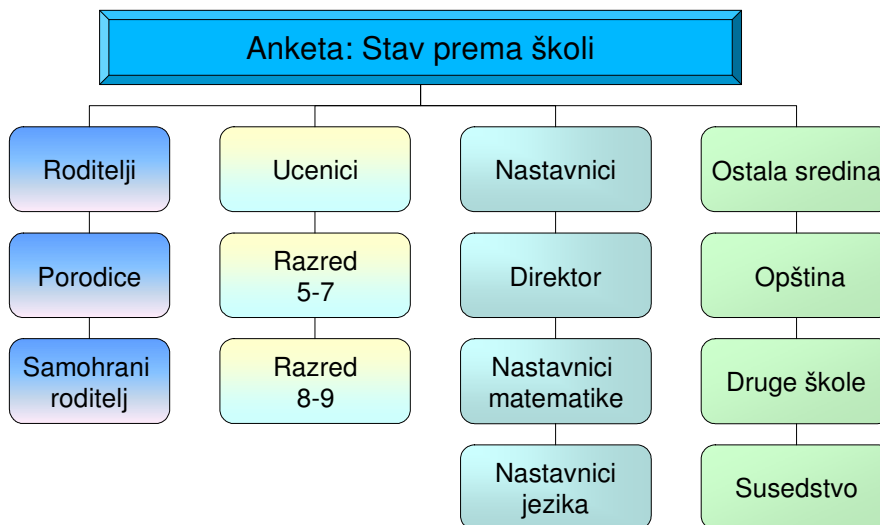 Anketa: Stav prema školi
Roditelji
Ucenici
Nastavnici
Ostala sredina
Porodice
Razred
5-7
Direktor
Opština
Samohrani
roditelj
Razred
8-9
Nastavnici
matematike
Druge škole
Nastavnici
jezika
Susedstvo